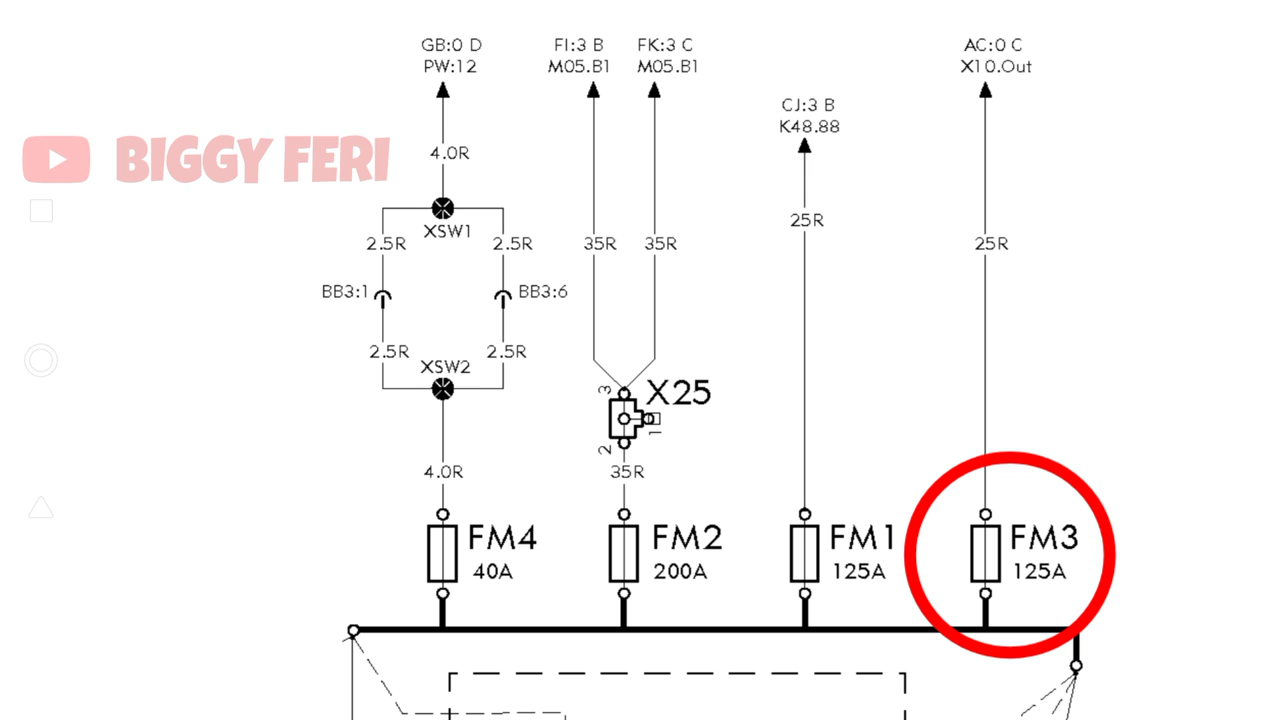 GB:0 D
PW:12
FI:3 B
M05.B1
FK:3 C
M05.B1
AC:0 C
X10.Out
CJ:3 B
K48.88
BIGGY FERI
4.0R
25R
XSW1
2.5R
2.5R
35R
35R
25R
BB3:1
BB3:6
2.5R
2.5R
XSW2
3
X25
1
2
4.0R
35R
FM4
40A
FM2
200A
FM1
125A
FM3
125A